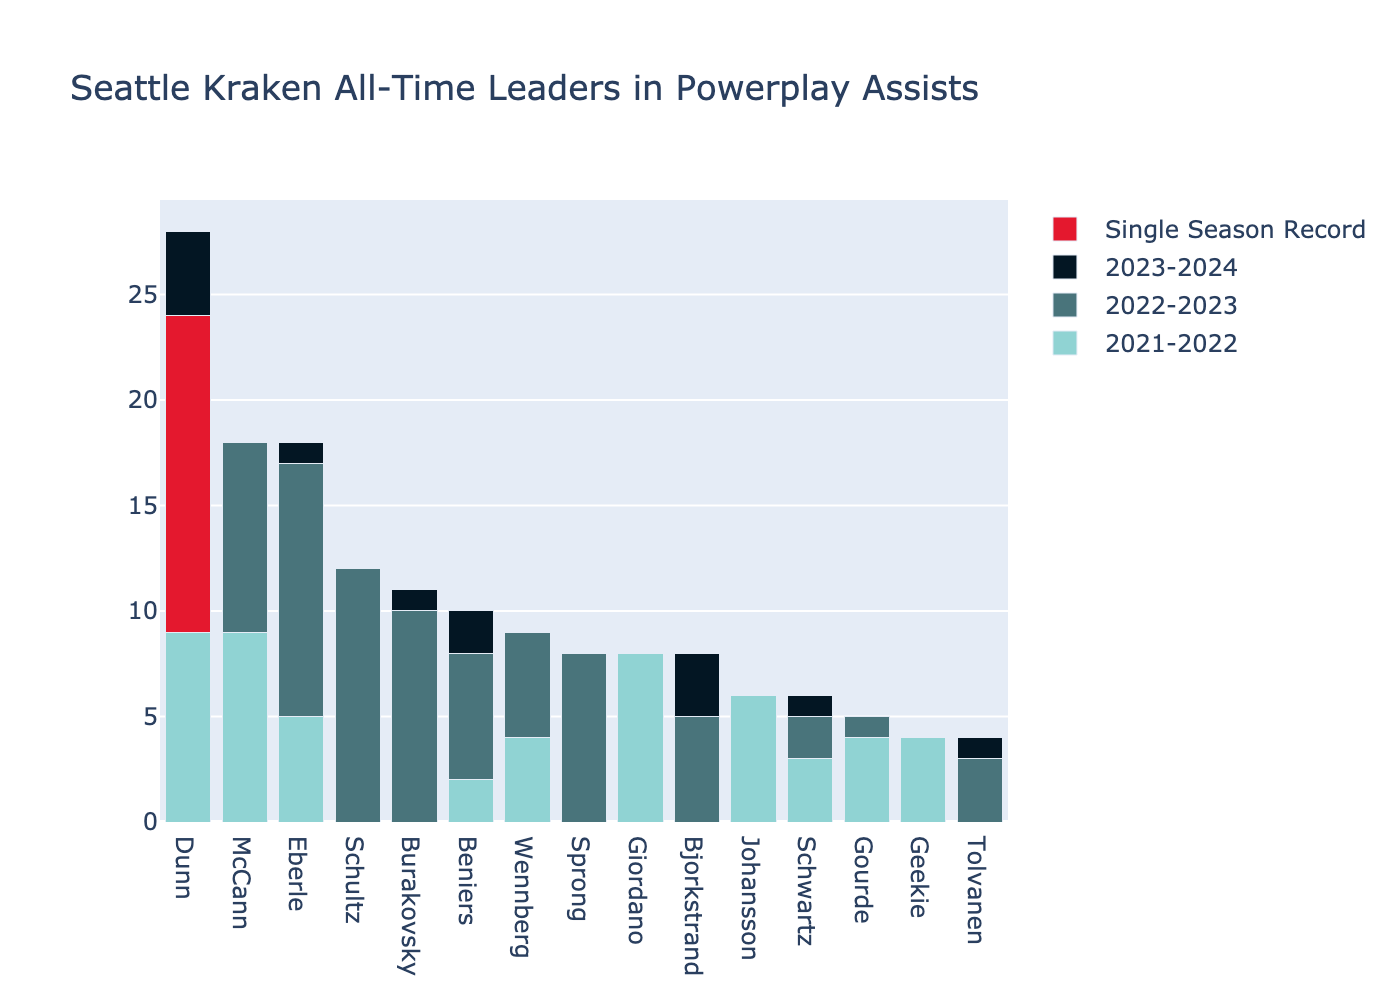 Seattle Kraken All-Time Leaders in Powerplay Assists
Single Season Record
2023-2024
2022-2023
2021-2022
25
20
15
10
5
0
Dunn
McCann
Eberle
Schultz
Burakovsky
Beniers
Wennberg
Sprong
Giordano
Bjorkstrand
Johansson
Schwartz
Gourde
Geekie
Tolvanen